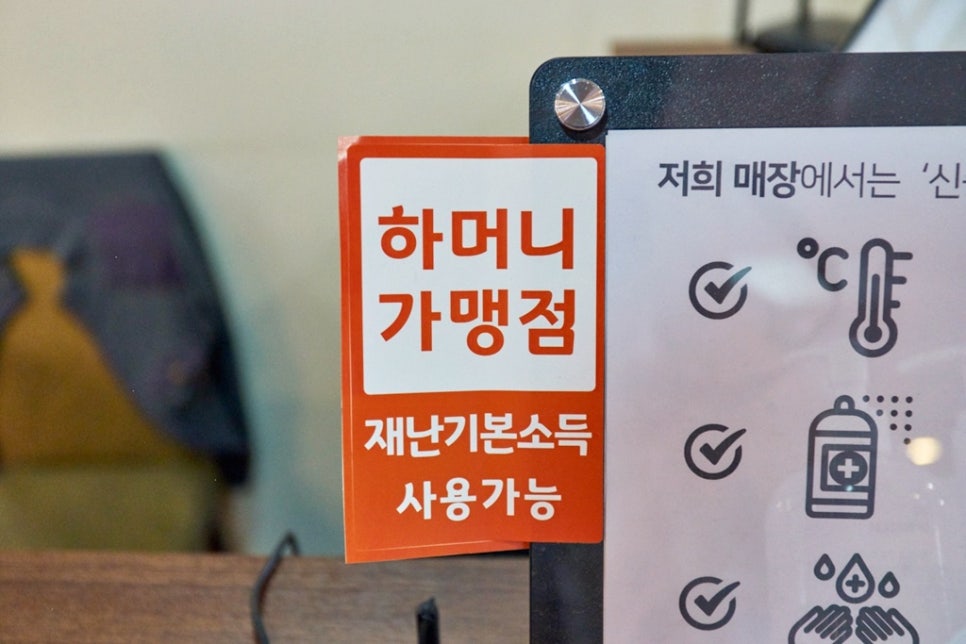 하머니
가맹점
재난기본소득
사용가능
저희 매장에서는
°C